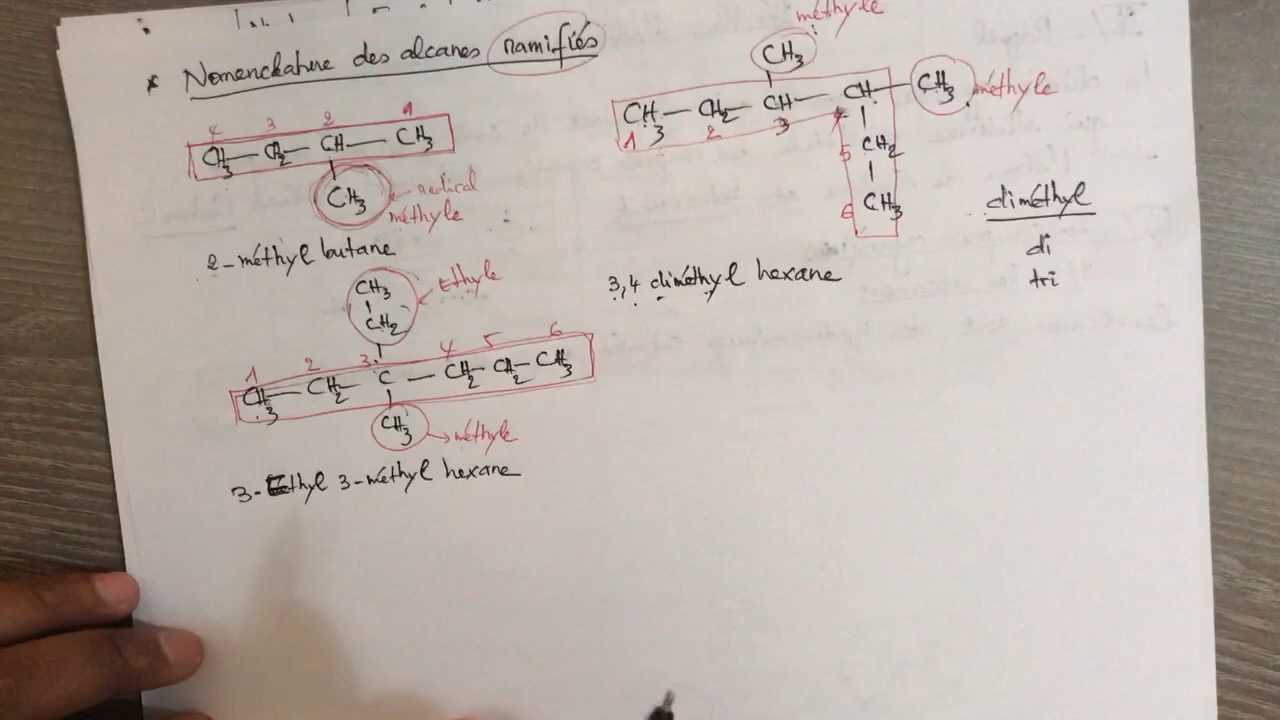 * Nomenclature des alcanes ramifiés
4 3 2 1
CH3 — CH2 — CH — CH3
CH3
radical
méthyle
2-méthyl butane
CH3
CH2
Ethyle
1 2 3 4 5 6
CH3 — CH2 — C — CH2 — CH2 — CH3
CH3
méthyle
3-Ethyl 3-méthyl hexane
méthyle
CH3
CH3 — CH2 — CH — CH — CH3 méthyle
1 2 3 4
5 CH2
6 CH3
3,4 diméthyl hexane
diméthyl
di
tri